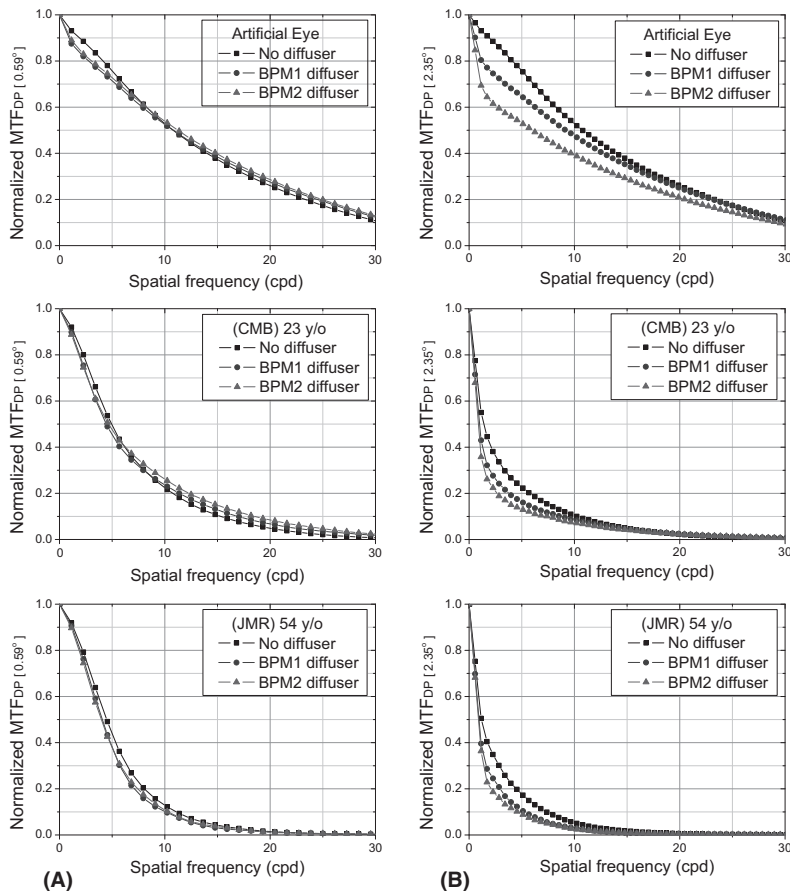 Normalized MTFDP [ 0.59° ]
1.0
0.8
0.6
0.4
0.2
0.0
Artificial Eye
No diffuser
BPM1 diffuser
BPM2 diffuser
0 10 20 30
Spatial frequency (cpd)
Normalized MTFDP [ 2.35° ]
1.0
0.8
0.6
0.4
0.2
0.0
Artificial Eye
No diffuser
BPM1 diffuser
BPM2 diffuser
0 10 20 30
Spatial frequency (cpd)
Normalized MTFDP [ 0.59° ]
1.0
0.8
0.6
0.4
0.2
0.0
(CMB) 23 y/o
No diffuser
BPM1 diffuser
BPM2 diffuser
0 10 20 30
Spatial frequency (cpd)
Normalized MTFDP [ 2.35° ]
1.0
0.8
0.6
0.4
0.2
0.0
(CMB) 23 y/o
No diffuser
BPM1 diffuser
BPM2 diffuser
0 10 20 30
Spatial frequency (cpd)
Normalized MTFDP [ 0.59° ]
1.0
0.8
0.6
0.4
0.2
0.0
(JMR) 54 y/o
No diffuser
BPM1 diffuser
BPM2 diffuser
0 10 20 30
Spatial frequency (cpd)
Normalized MTFDP [ 2.35° ]
1.0
0.8
0.6
0.4
0.2
0.0
(JMR) 54 y/o
No diffuser
BPM1 diffuser
BPM2 diffuser
0 10 20 30
Spatial frequency (cpd)
(A)
(B)